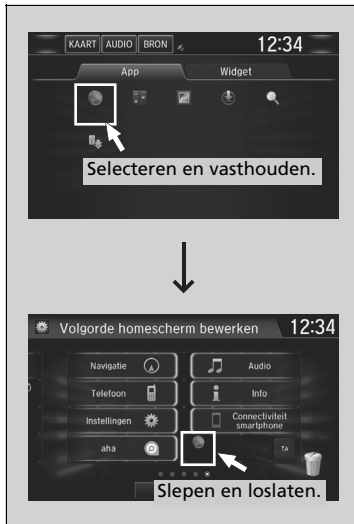 KAART AUDIO BRON 12:34
App Widget
Selecteren en vasthouden.
Volgorde homescherm bewerken 12:34
Navigatie Audio
Telefoon Info
Instellingen Connectiviteit
smartphone
aha TA
Slepen en loslaten.